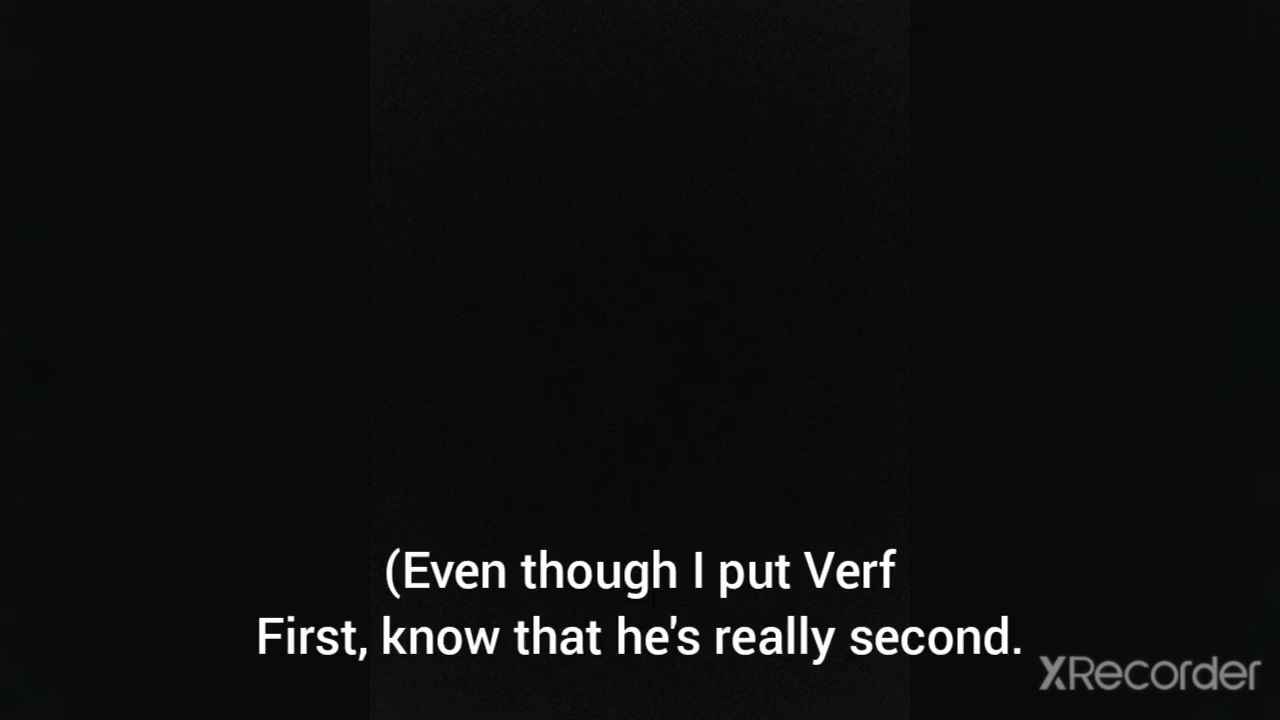 (Even though I put Verf
First, know that he's really second.
XRecorder